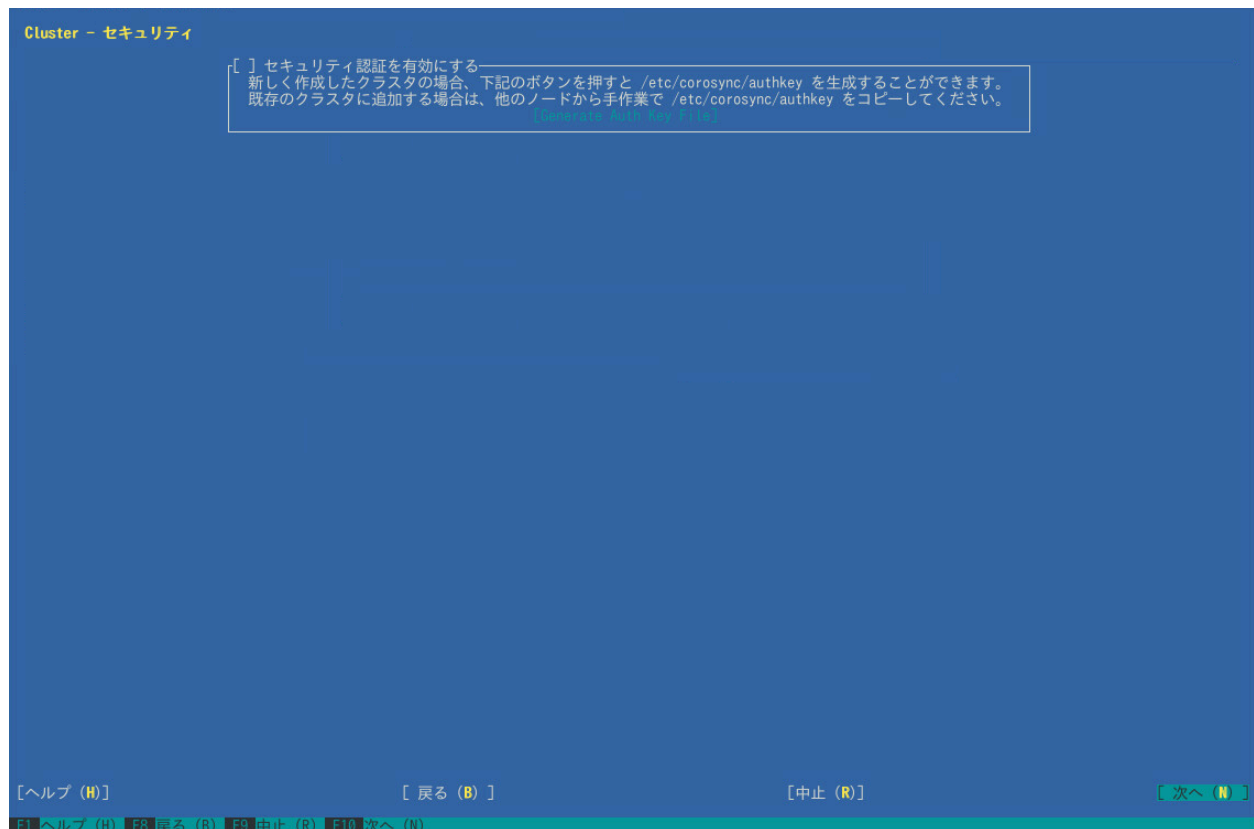 Cluster - セキュリティ
[ ] セキュリティ認証を有効にする
新しく作成したクラスタの場合、下記のボタンを押すと /etc/corosync/authkey を生成することができます。
既存のクラスタに追加する場合は、他のノードから手作業で /etc/corosync/authkey をコピーしてください。
[Generate Auth Key File]
[ヘルプ (H)] [ 戻る (B) ] [中止 (R)] [ 次へ (N) ]
F1 ヘルプ (H) F8 戻る (B) F9 中止 (R) F10 次へ (N)